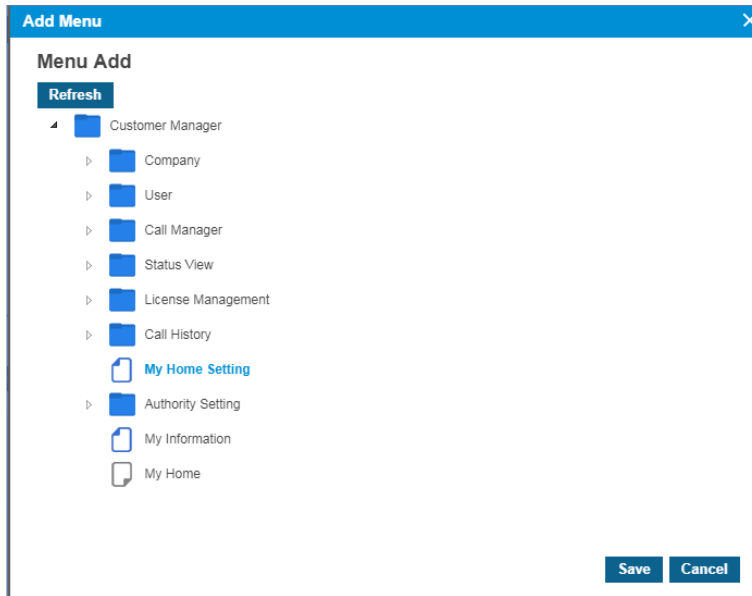 Add Menu
Menu Add
Refresh
Customer Manager
Company
User
Call Manager
Status View
License Management
Call History
My Home Setting
Authority Setting
My Information
My Home
Save Cancel